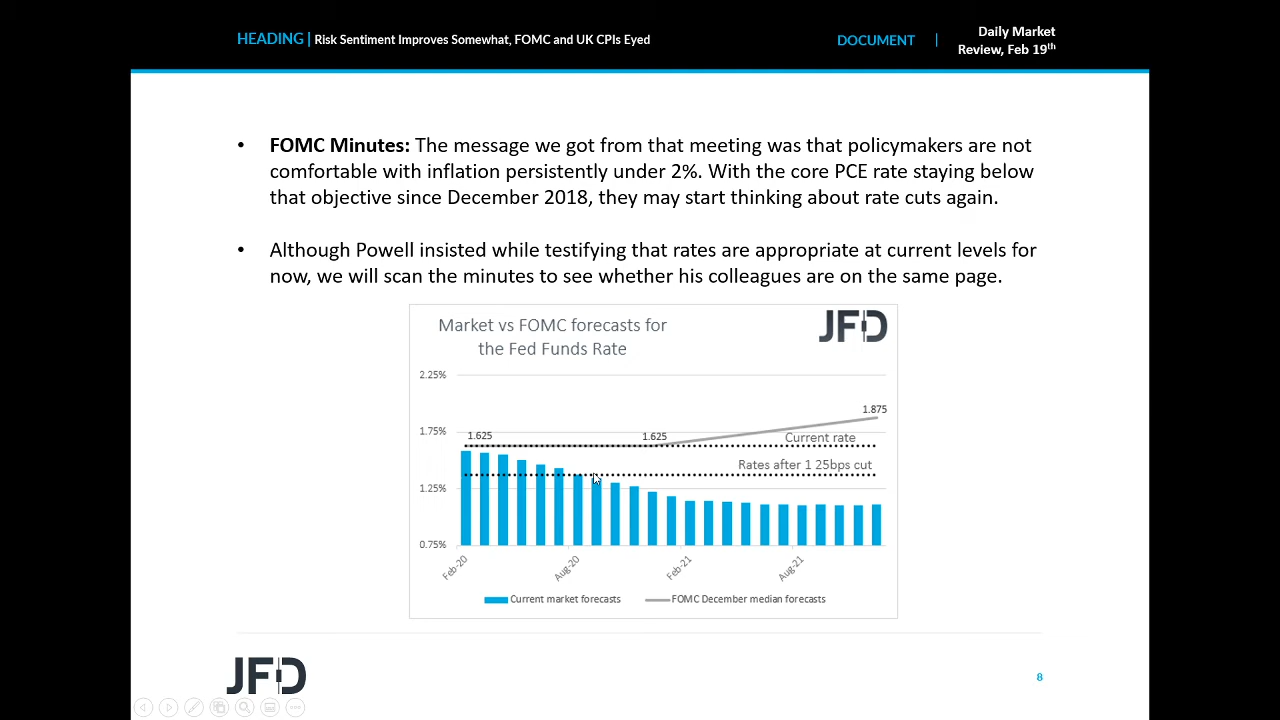 HEADING | Risk Sentiment Improves Somewhat, FOMC and UK CPIs Eyed
DOCUMENT |
Daily Market
Review, Feb 19th
• FOMC Minutes: The message we got from that meeting was that policymakers are not
comfortable with inflation persistently under 2%. With the core PCE rate staying below
that objective since December 2018, they may start thinking about rate cuts again.
• Although Powell insisted while testifying that rates are appropriate at current levels for
now, we will scan the minutes to see whether his colleagues are on the same page.
Market vs FOMC forecasts for
the Fed Funds Rate
JFD
2.25%
1.875
1.75%
1.625
1.625
Current rate
Rates after 1 25bps cut
1.25%
0.75%
Feb-20
Aug-20
Feb-21
Aug-21
Current market forecasts
FOMC December median forecasts
JFD
8